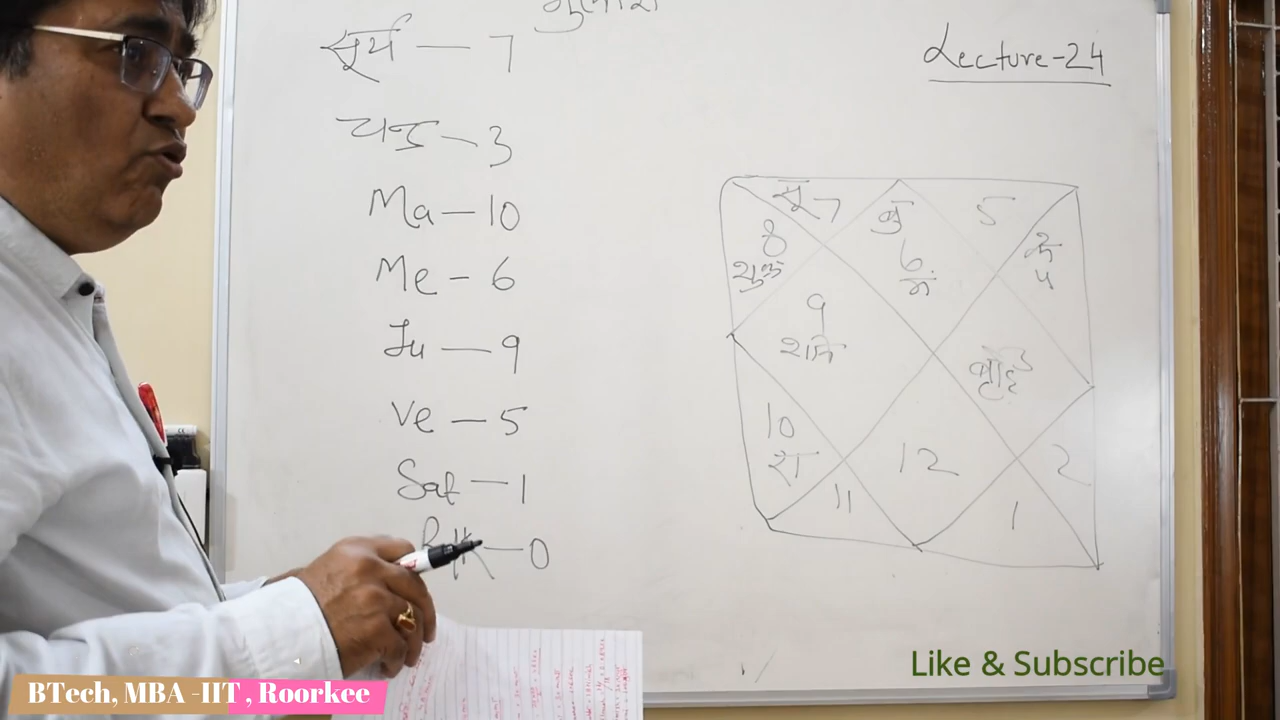 Lecture-24
सूर्य — 7
चन्द्र — 3
Ma — 10
Me — 6
Ju — 9
Ve — 5
Sat — 1
R/K — 0
सू 7
बु
5
8
शुक्र
6
मं
के
4
9
शनि
बृह
10
रा
12
2
11
1
Like & Subscribe
BTech, MBA -IIT , Roorkee